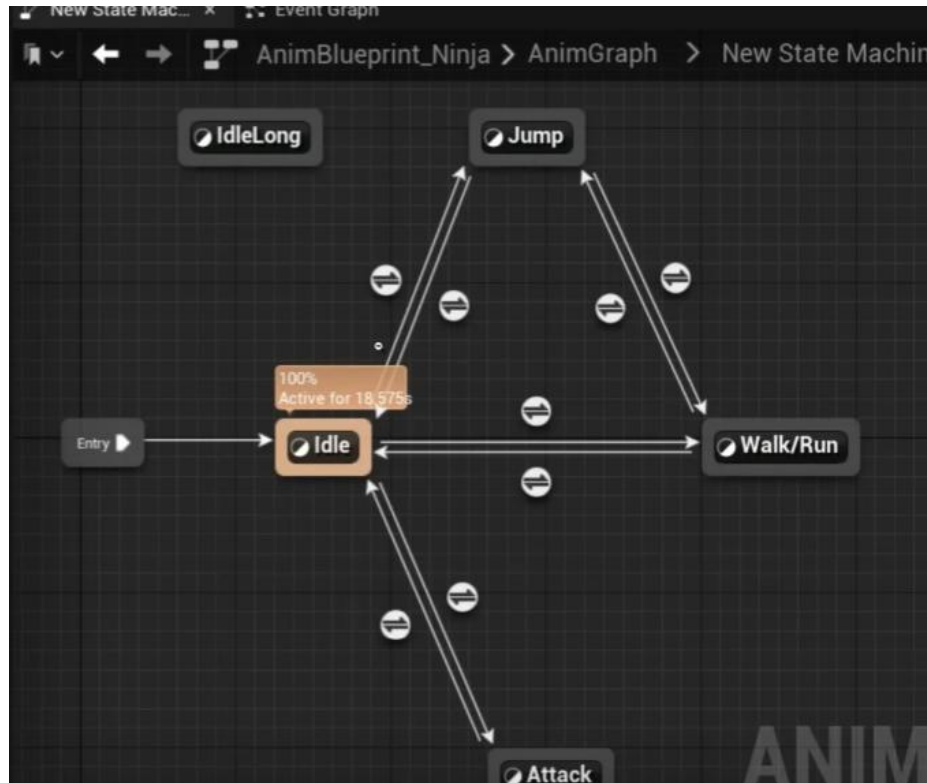 New State Mac...
Event Graph
AnimBlueprint_Ninja > AnimGraph > New State Machin
IdleLong
Jump
100%
Active for 18,575s
Entry
Idle
Walk/Run
Attack
ANIM